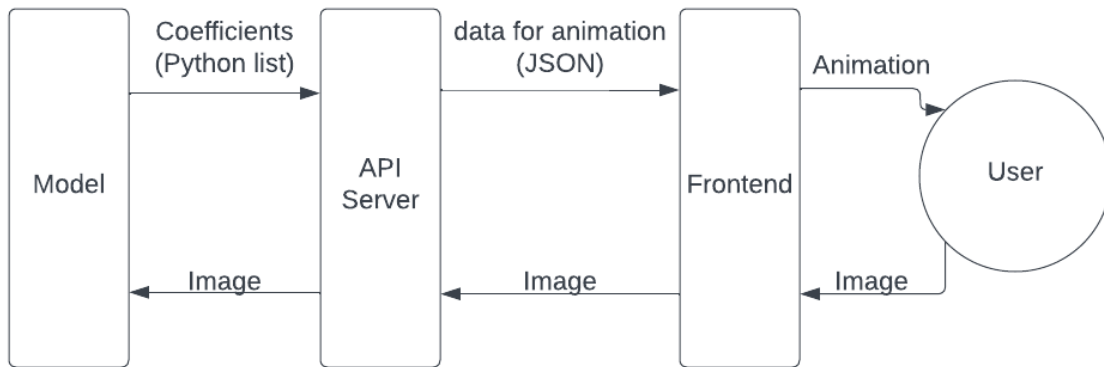 Coefficients
(Python list)
data for animation
(JSON)
Animation
Model
API
Server
Frontend
User
Image
Image
Image